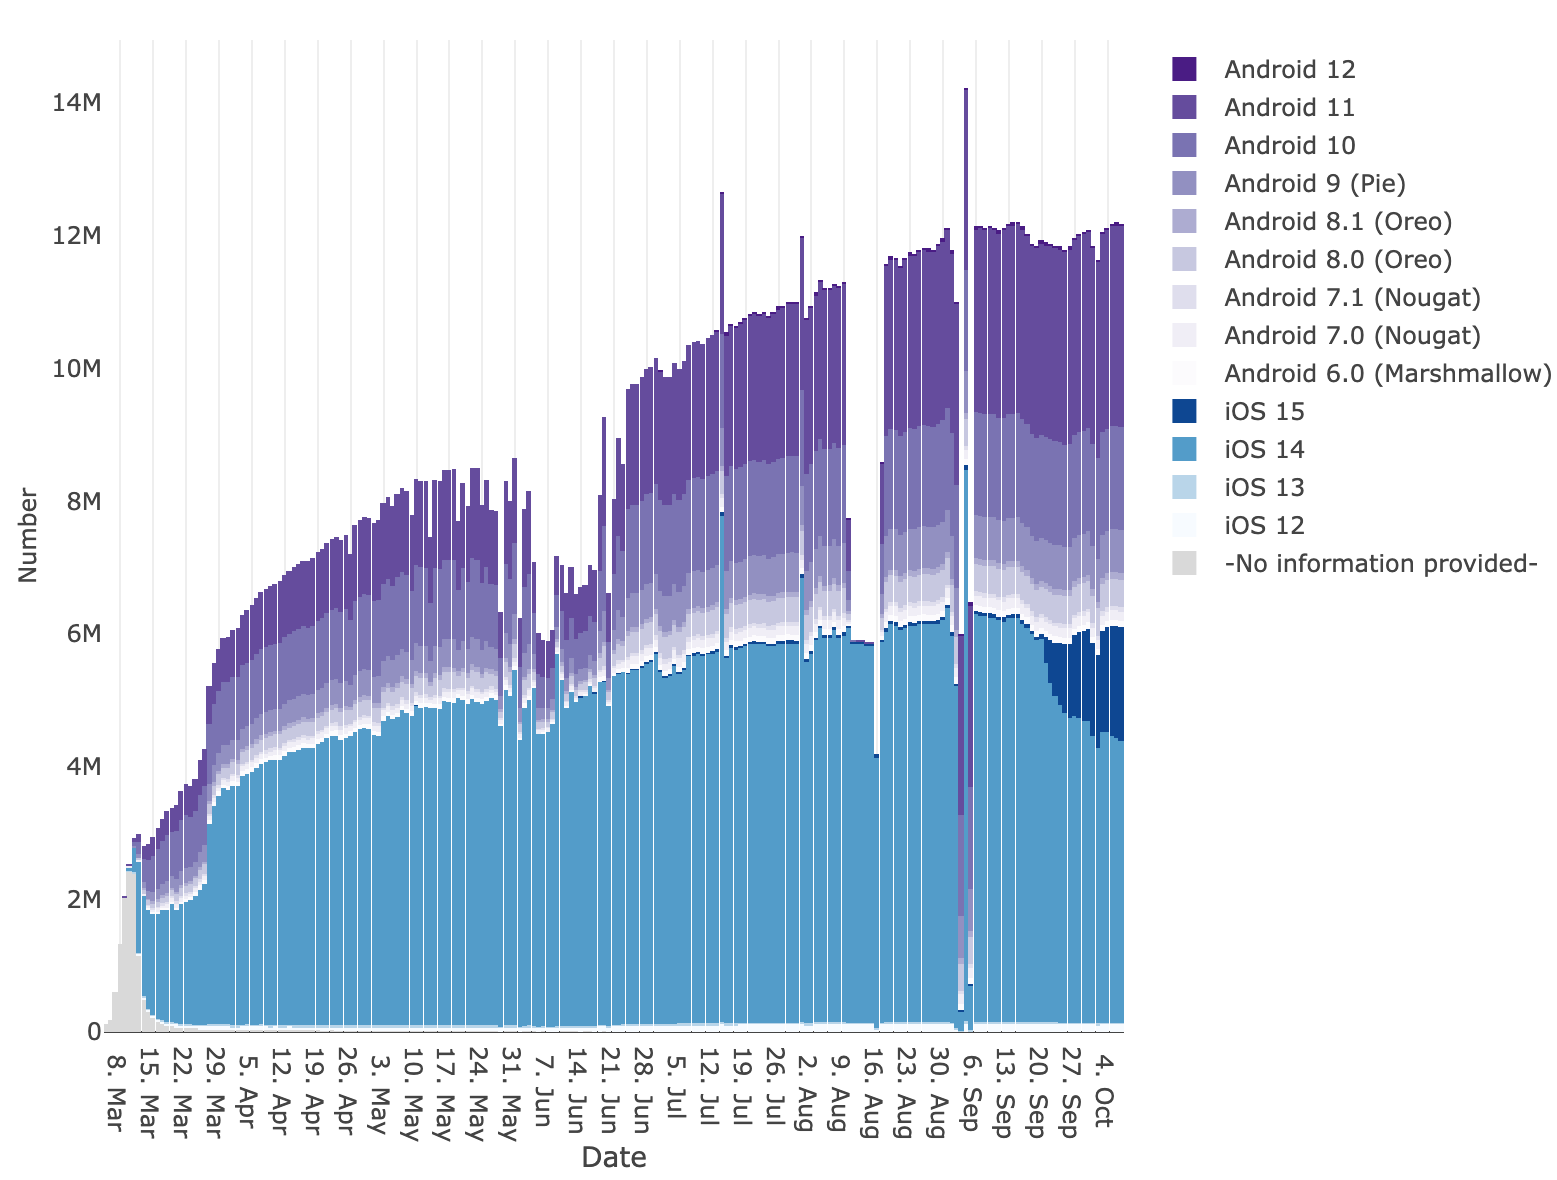 14M
12M
10M
8M
6M
4M
2M
0
Number
8. Mar
15. Mar
22. Mar
29. Mar
5. Apr
12. Apr
19. Apr
26. Apr
3. May
10. May
17. May
24. May
31. May
7. Jun
14. Jun
21. Jun
28. Jun
5. Jul
12. Jul
19. Jul
26. Jul
2. Aug
9. Aug
16. Aug
23. Aug
30. Aug
6. Sep
13. Sep
20. Sep
27. Sep
4. Oct
Date
Android 12
Android 11
Android 10
Android 9 (Pie)
Android 8.1 (Oreo)
Android 8.0 (Oreo)
Android 7.1 (Nougat)
Android 7.0 (Nougat)
Android 6.0 (Marshmallow)
iOS 15
iOS 14
iOS 13
iOS 12
-No information provided-